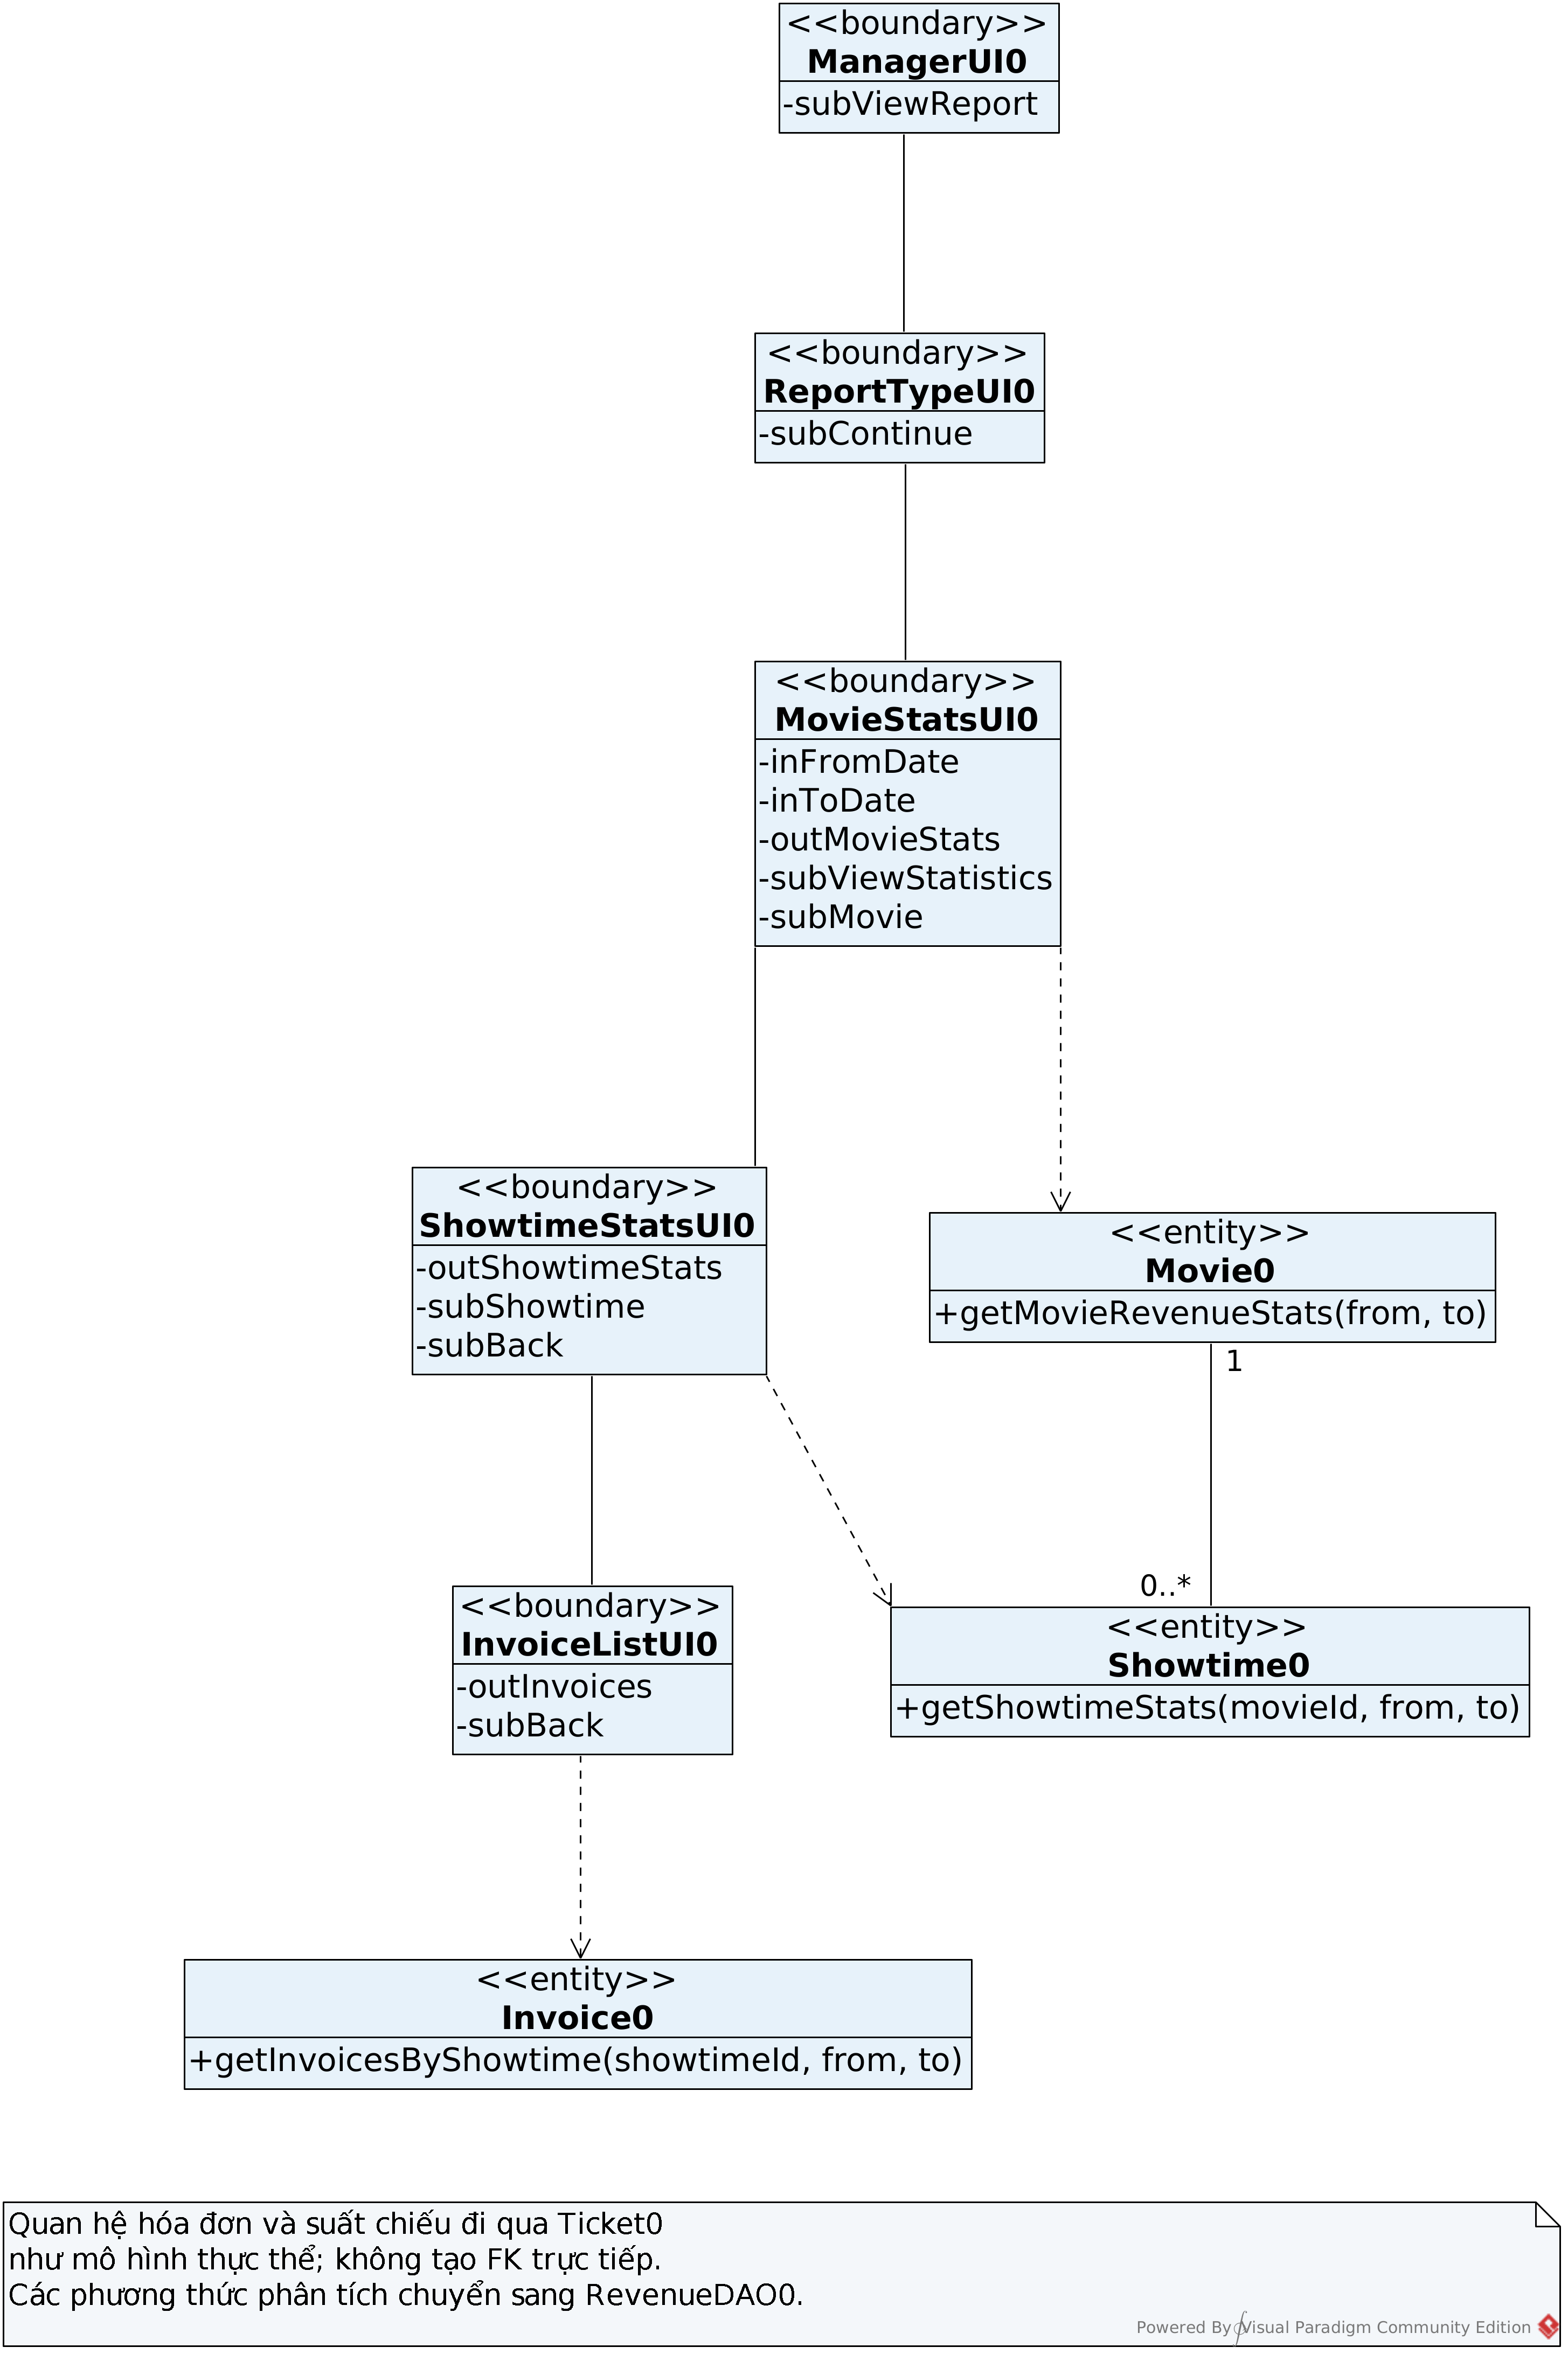 <<boundary>>
ManagerUI0
-subViewReport
<<boundary>>
ReportTypeUI0
-subContinue
<<boundary>>
MovieStatsUI0
-inFromDate
-inToDate
-outMovieStats
-subViewStatistics
-subMovie
<<boundary>>
ShowtimeStatsUI0
-outShowtimeStats
-subShowtime
-subBack
<<entity>>
Movie0
+getMovieRevenueStats(from, to)
1
0..*
<<boundary>>
InvoiceListUI0
-outInvoices
-subBack
<<entity>>
Showtime0
+getShowtimeStats(movieId, from, to)
<<entity>>
Invoice0
+getInvoicesByShowtime(showtimeId, from, to)
Quan hệ hóa đơn và suất chiếu đi qua Ticket0
như mô hình thực thể; không tạo FK trực tiếp.
Các phương thức phân tích chuyển sang RevenueDAO0.
Powered By Visual Paradigm Community Edition